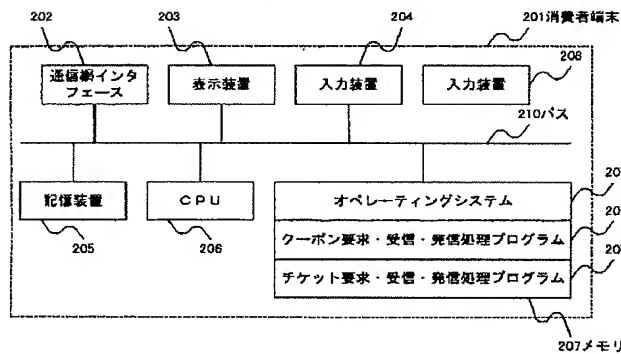 202
203
204
201消費者端末
通信網インタ
フェース
表示装置
入力装置
入力装置
208
210バス
記憶装置
CPU
オペレーティングシステム
クーポン要求・受信・発信処理プログラム
チケット要求・受信・発信処理プログラム
205
206
207メモリ